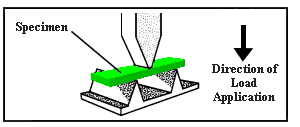 Specimen
Direction of
Load
Application